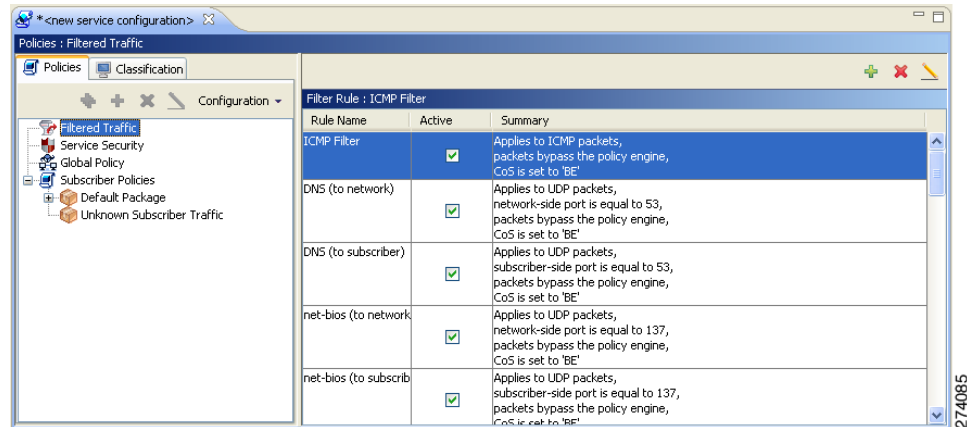 *<new service configuration>
Policies : Filtered Traffic
Policies
Classification
Configuration
Filtered Traffic
Service Security
Global Policy
Subscriber Policies
Default Package
Unknown Subscriber Traffic
Filter Rule : ICMP Filter
Rule Name Active Summary
ICMP Filter
Applies to ICMP packets,
packets bypass the policy engine,
CoS is set to 'BE'
DNS (to network)
Applies to UDP packets,
network-side port is equal to 53,
packets bypass the policy engine,
CoS is set to 'BE'
DNS (to subscriber)
Applies to UDP packets,
subscriber-side port is equal to 53,
packets bypass the policy engine,
CoS is set to 'BE'
net-bios (to network
Applies to UDP packets,
network-side port is equal to 137,
packets bypass the policy engine,
CoS is set to 'BE'
net-bios (to subscrib
Applies to UDP packets,
subscriber-side port is equal to 137,
packets bypass the policy engine,
CoS is set to 'BE'
274085